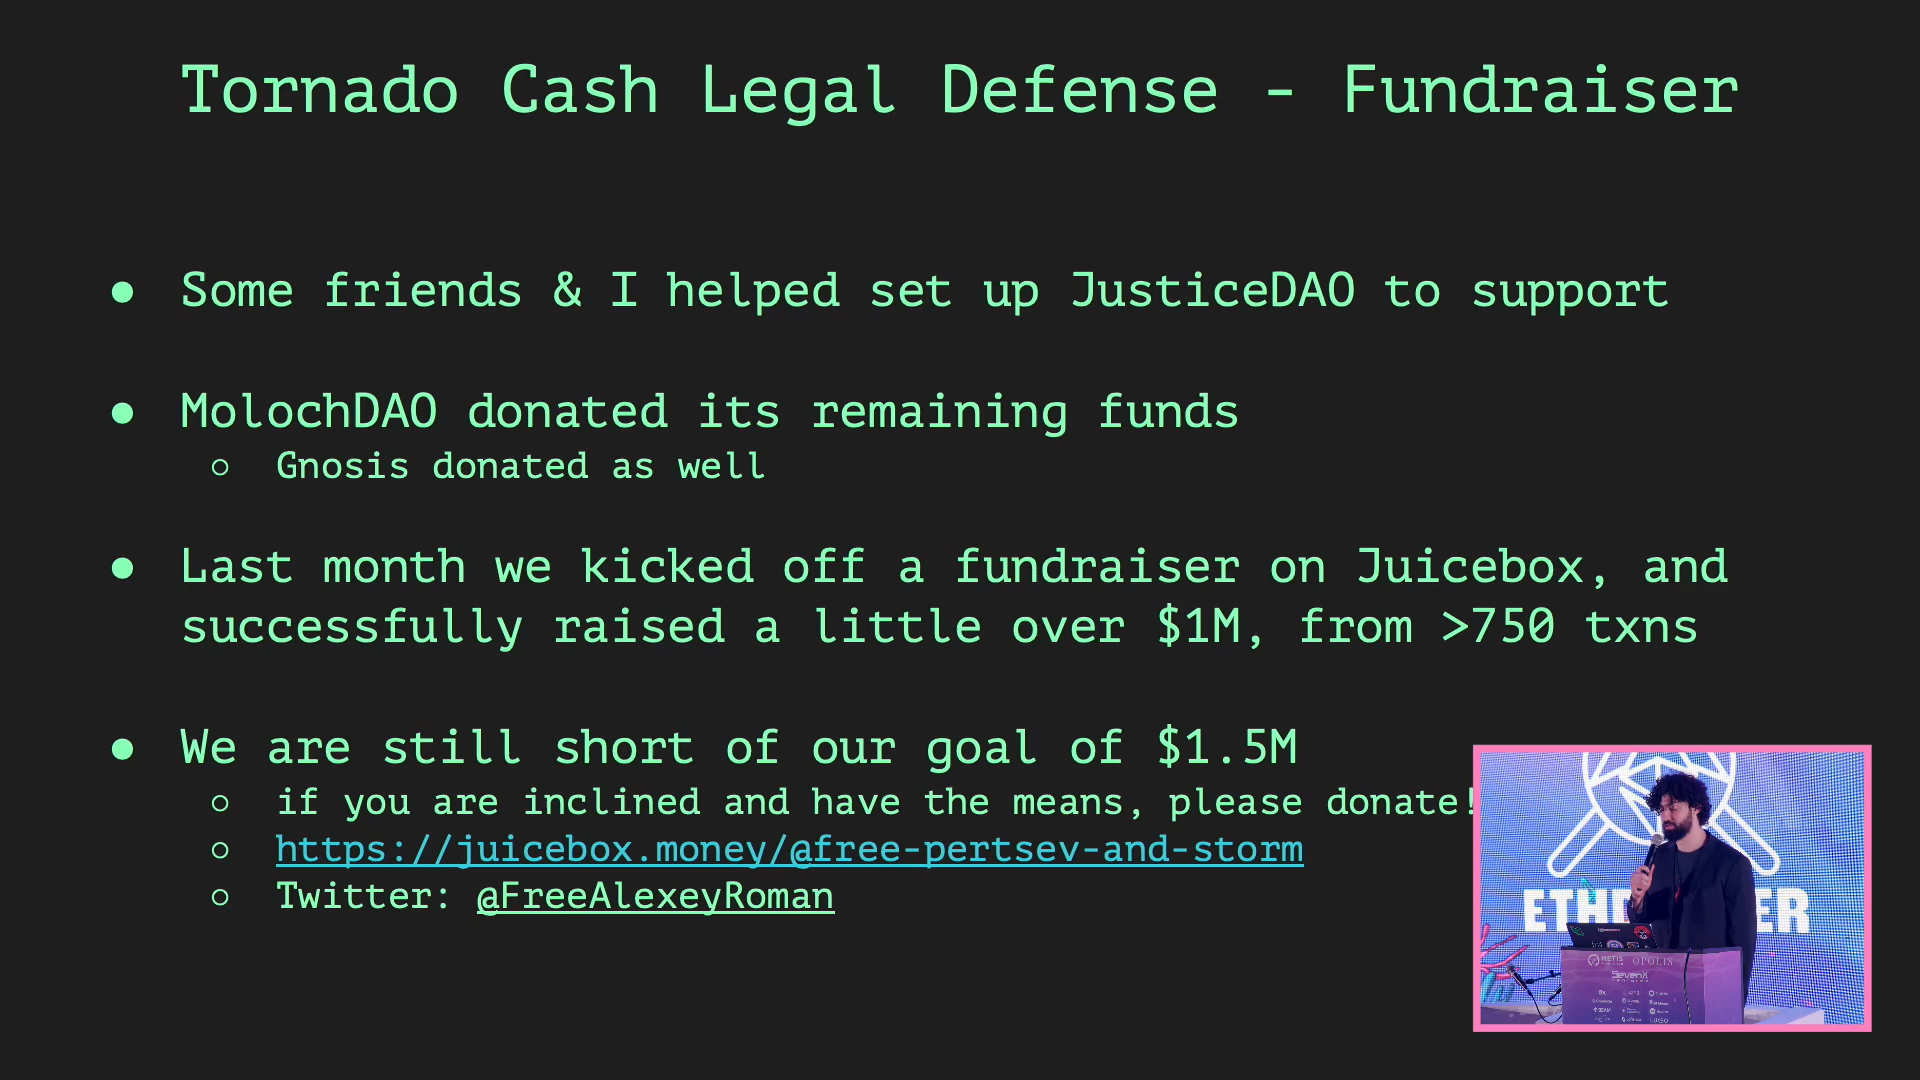 Tornado Cash Legal Defense - Fundraiser
● Some friends & I helped set up JusticeDAO to support
● MolochDAO donated its remaining funds
○ Gnosis donated as well
● Last month we kicked off a fundraiser on Juicebox, and
successfully raised a little over $1M, from >750 txns
● We are still short of our goal of $1.5M
○ if you are inclined and have the means, please donate!
○ https://juicebox.money/@free-pertsev-and-storm
○ Twitter: @FreeAlexeyRoman
METIS OPOLIS
SevenX